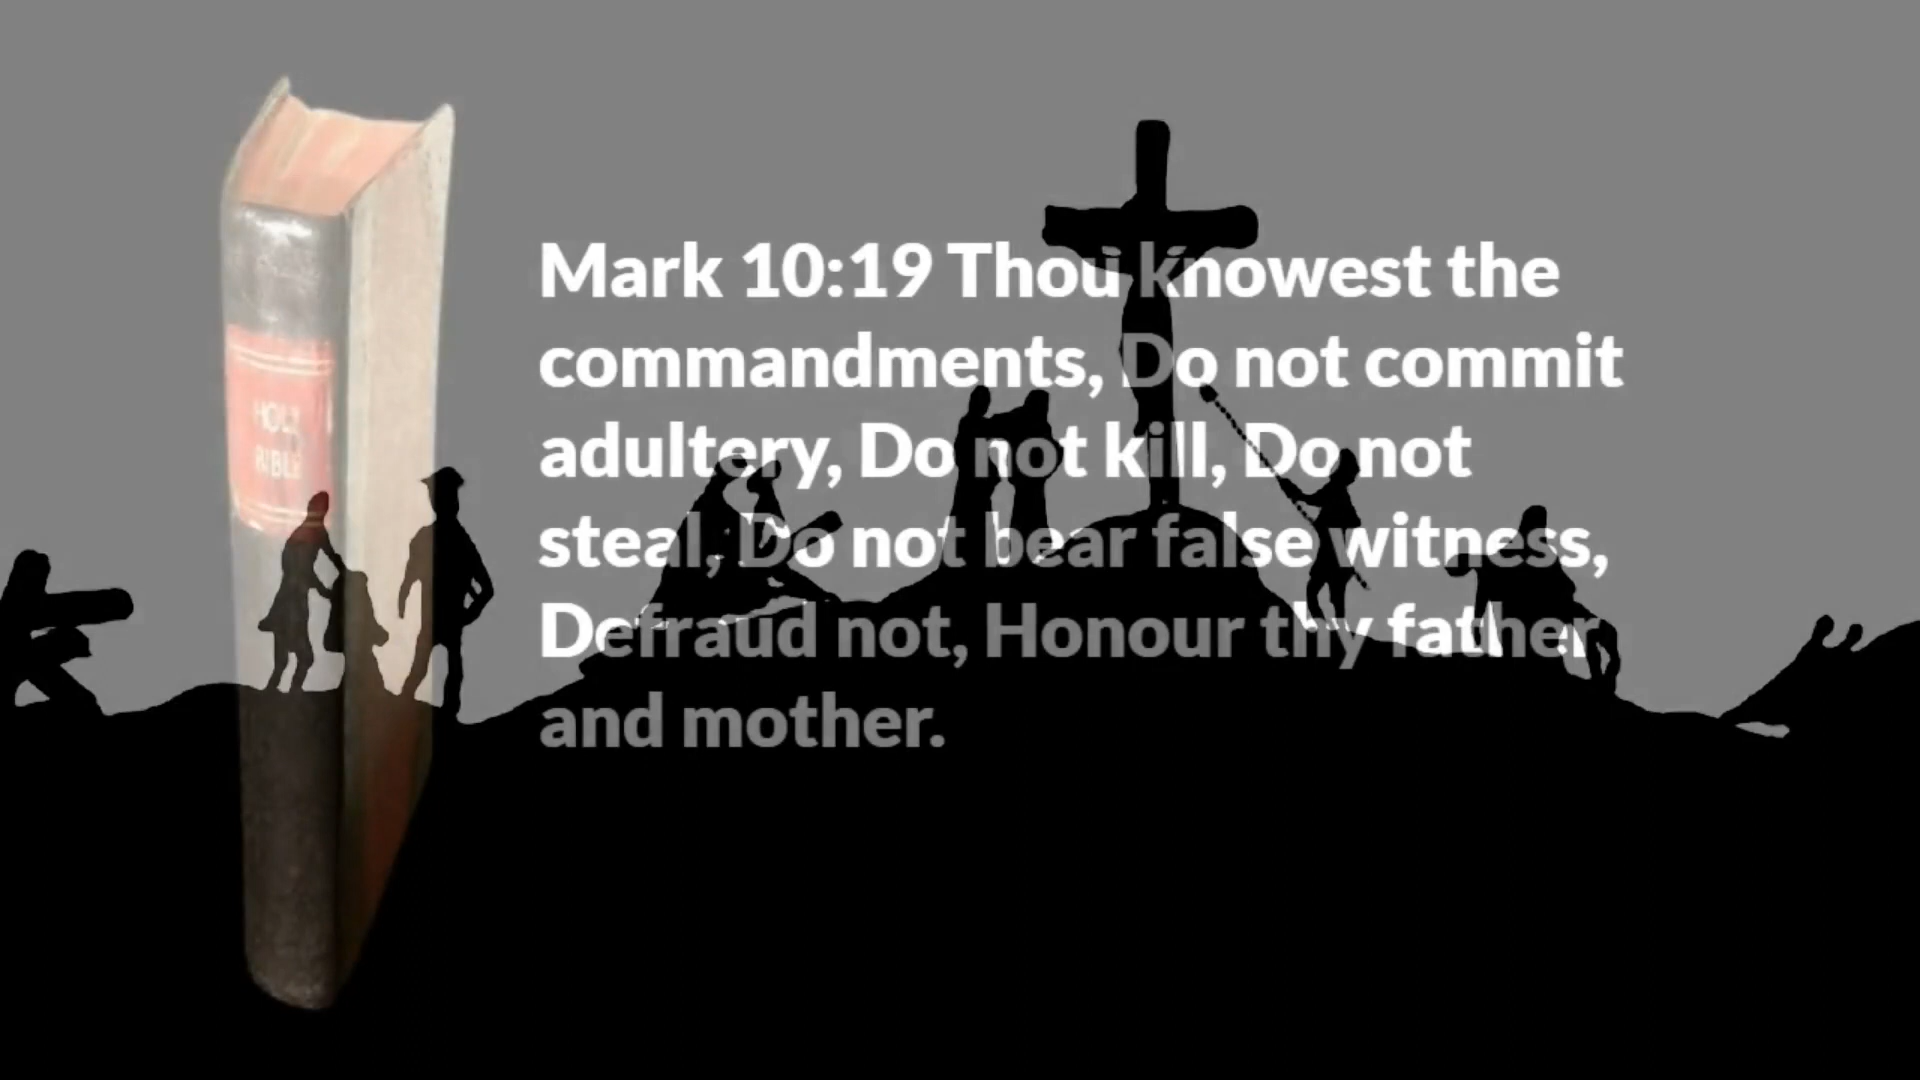 HOLY
BIBLE
Mark 10:19 Thou knowest the
commandments, Do not commit
adultery, Do not kill, Do not
steal, Do not bear false witness,
Defraud not, Honour thy father
and mother.